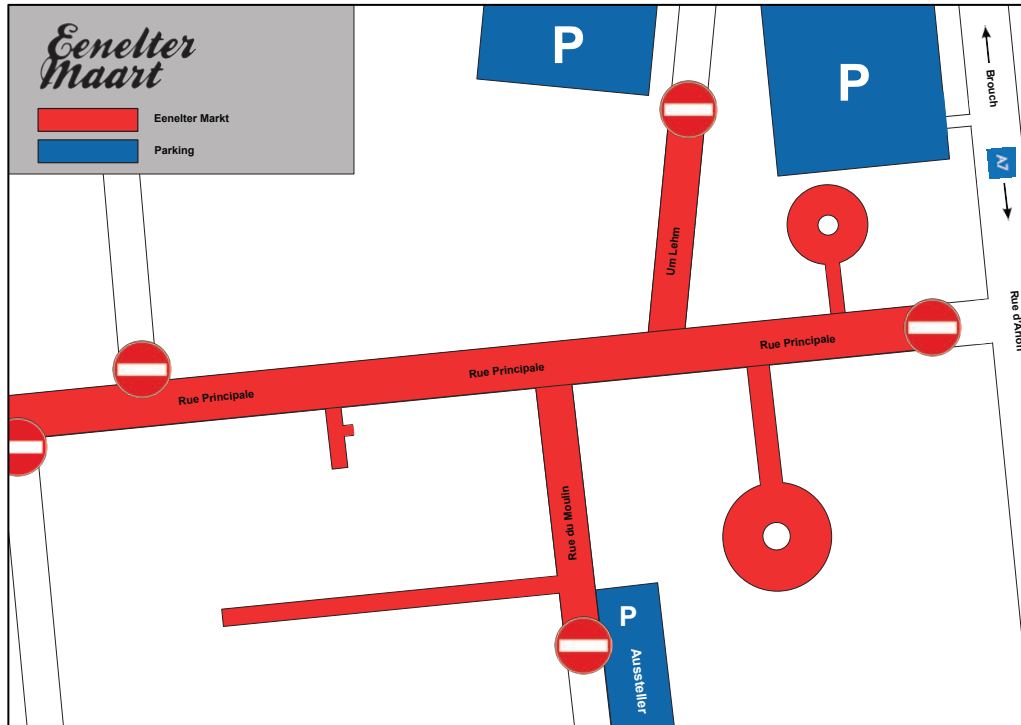 Eenelter
Maart
Eenelter Markt
Parking
P
P
Brouch
A7
Rue d'Arlon
Um Lehm
Rue Principale
Rue Principale
Rue Principale
Rue du Moulin
P
Aussteller